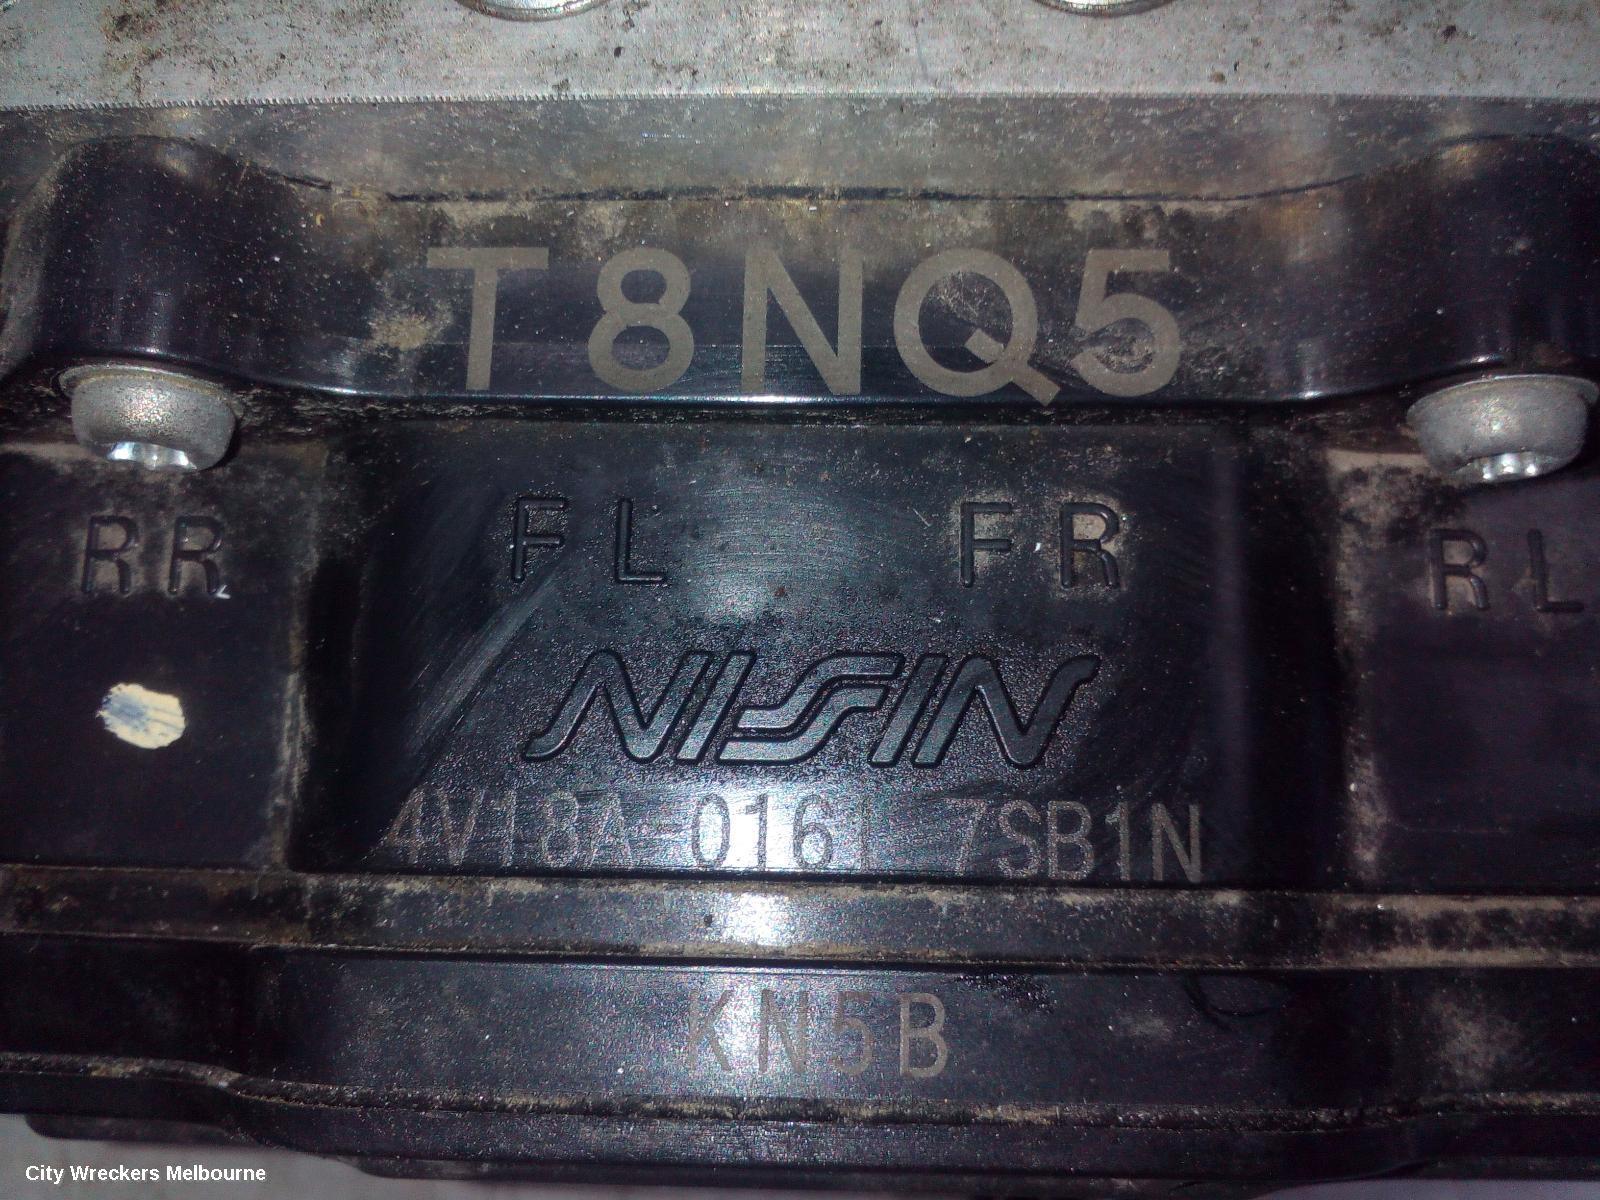 T8NQ5
RR FL FR RL
NISSIN
4V18A-0161 7SB1N
KN5B
City Wreckers Melbourne